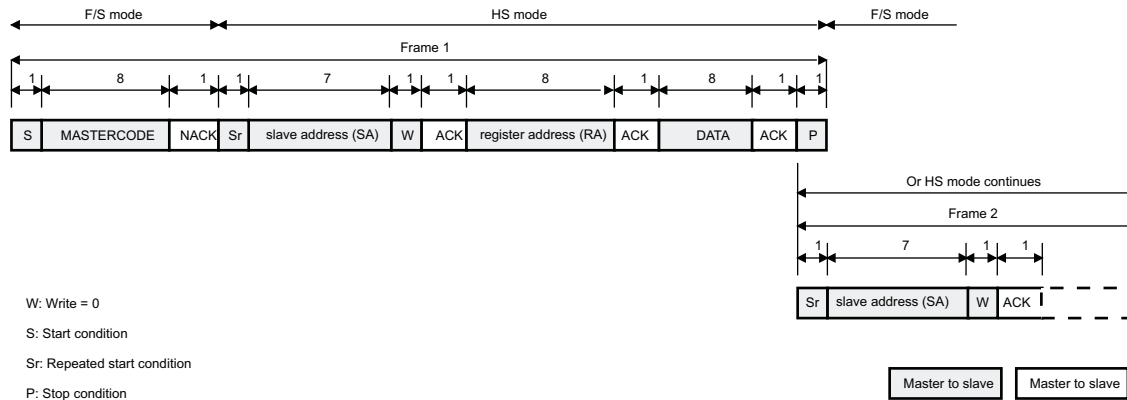 F/S mode HS mode F/S mode
Frame 1
1 8 1 1 7 1 1 8 1 8 1 1
S MASTERCODE NACK Sr slave address (SA) W ACK register address (RA) ACK DATA ACK P
Or HS mode continues
Frame 2
1 7 1 1
Sr slave address (SA) W ACK
W: Write = 0
S: Start condition
Sr: Repeated start condition
P: Stop condition
Master to slave Master to slave